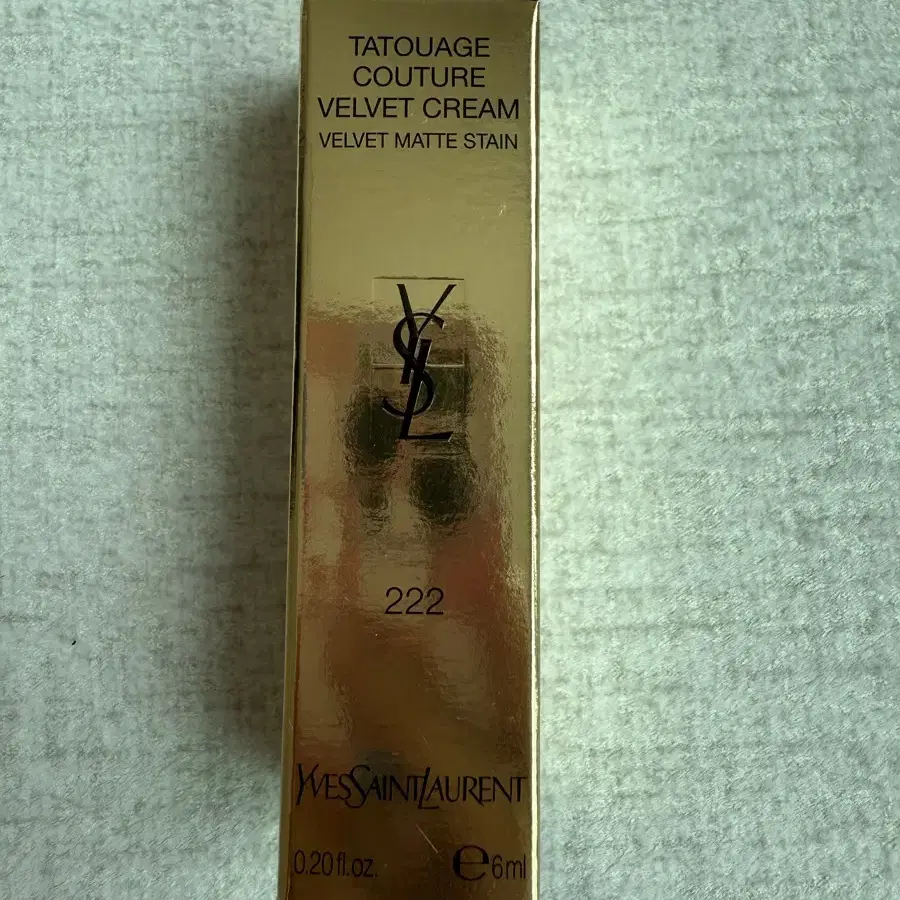 TATOUAGE
COUTURE
VELVET CREAM
VELVET MATTE STAIN
YSL
222
YVESSAINTLAURENT
0.20 fl.oz. ℮ 6ml